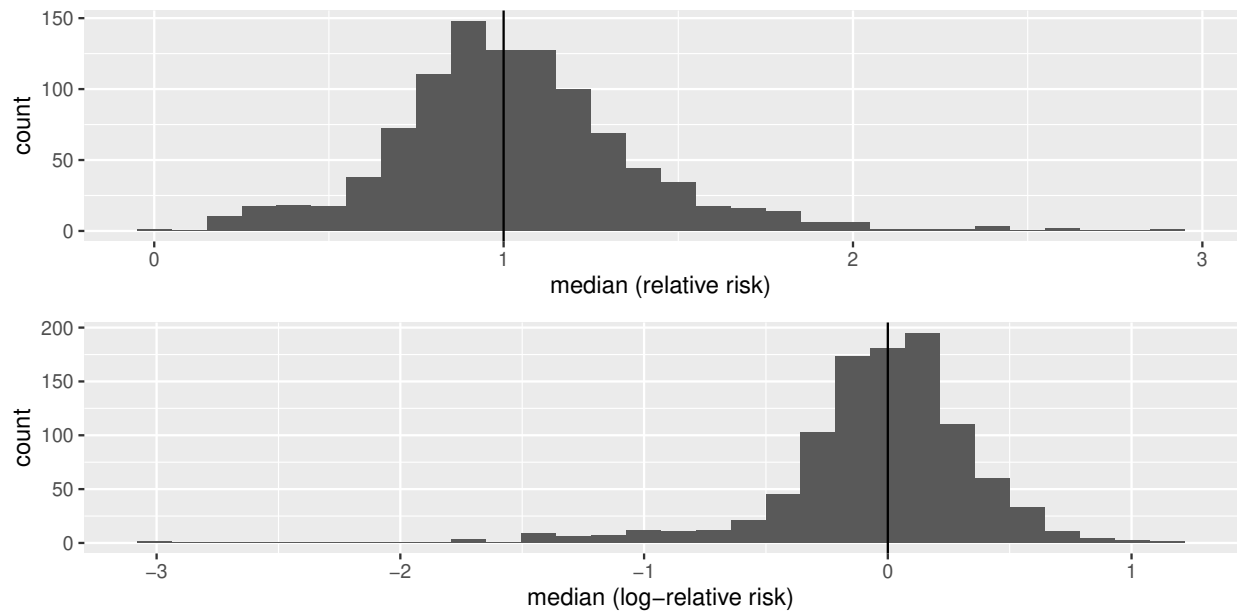 150
100
50
0
count
0 1 2 3
median (relative risk)
200
150
100
50
0
count
−3 −2 −1 0 1
median (log−relative risk)